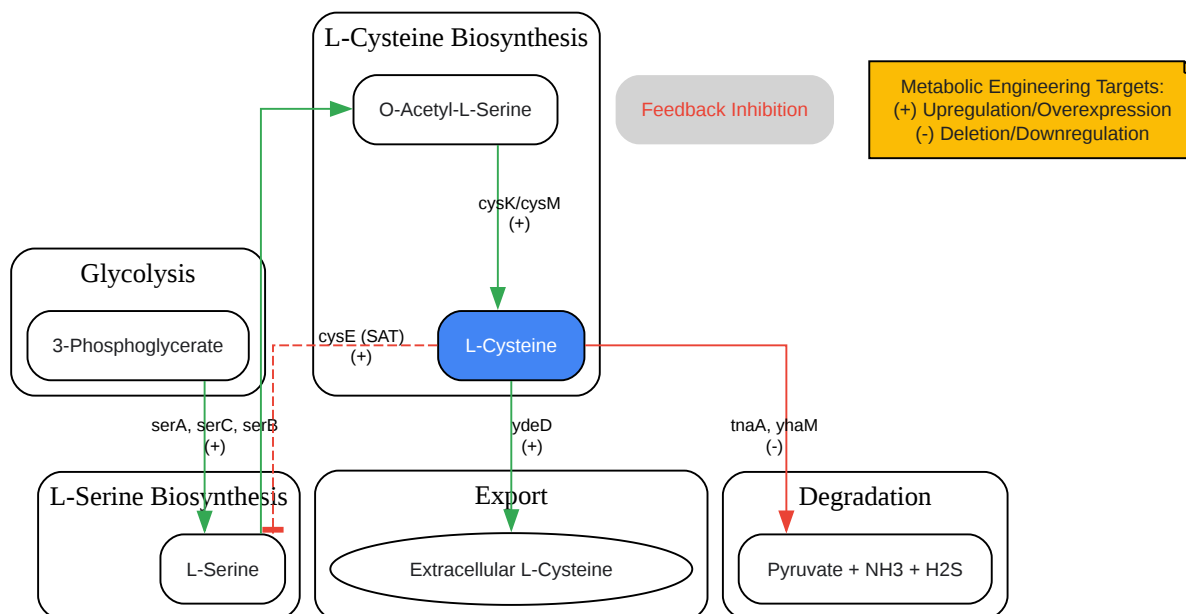 L-Cysteine Biosynthesis
O-Acetyl-L-Serine
Feedback Inhibition
Metabolic Engineering Targets:
(+) Upregulation/Overexpression
(-) Deletion/Downregulation
cysK/cysM
(+)
Glycolysis
3-Phosphoglycerate
cysE (SAT)
(+)
L-Cysteine
serA, serC, serB
(+)
ydeD
(+)
tnaA, yhaM
(-)
L-Serine Biosynthesis
Export
Degradation
L-Serine
Extracellular L-Cysteine
Pyruvate + NH3 + H2S